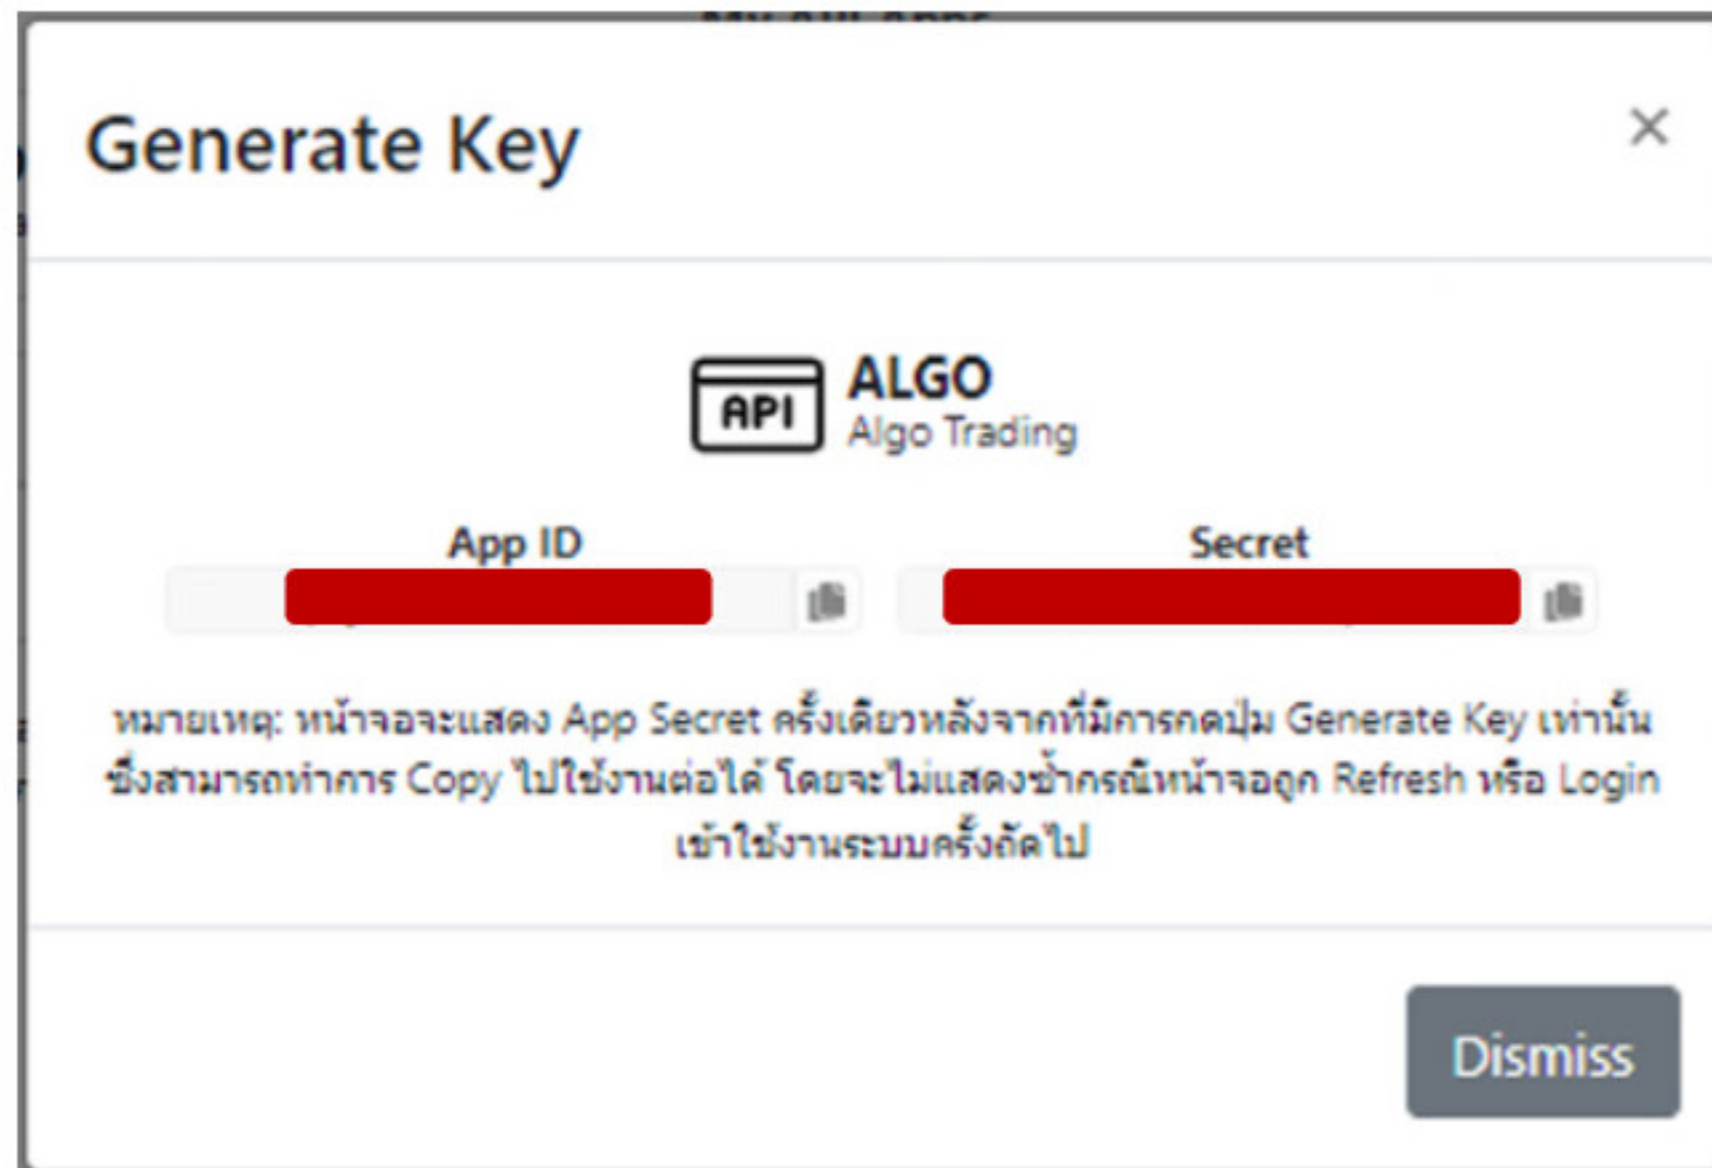 Generate Key
×
API
ALGO
Algo Trading
App ID
Secret
หมายเหตุ: หน้าจอจะแสดง App Secret ครั้งเดียวหลังจากที่มีการกดปุ่ม Generate Key เท่านั้น
ซึ่งสามารถทำการ Copy ไปใช้งานต่อได้ โดยจะไม่แสดงซ้ำกรณีหน้าจอถูก Refresh หรือ Login
เข้าใช้งานระบบครั้งถัดไป
Dismiss